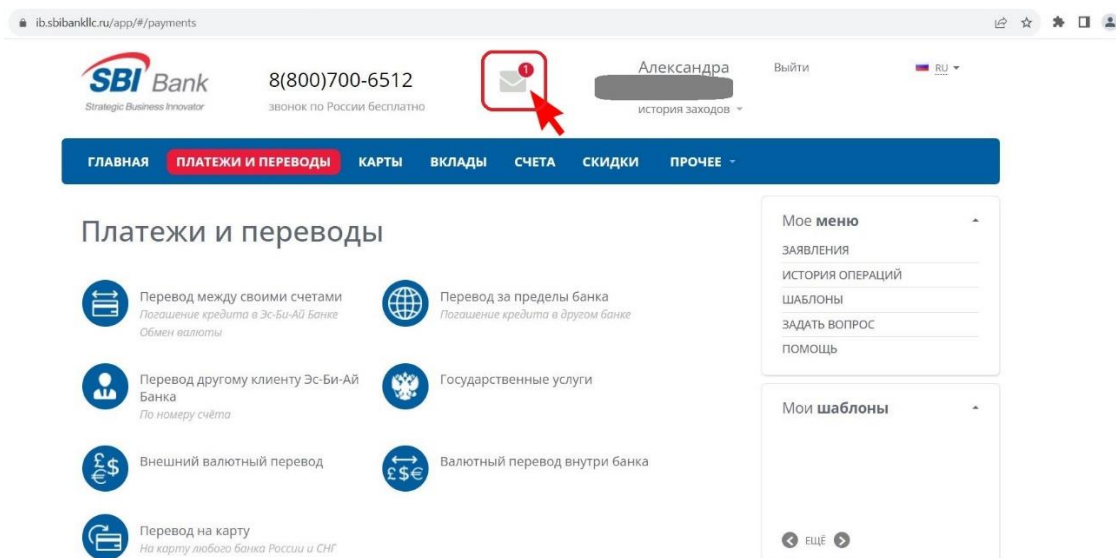 ib.sbibankllc.ru/app/#/payments
SBI Bank
Strategic Business Innovator
8(800)700-6512
звонок по России бесплатно
1
Александра
история заходов
Выйти
RU
ГЛАВНАЯ ПЛАТЕЖИ И ПЕРЕВОДЫ КАРТЫ ВКЛАДЫ СЧЕТА СКИДКИ ПРОЧЕЕ
Платежи и переводы
Перевод между своими счетами
Погашение кредита в Эс-Би-Ай Банке
Обмен валюты
Перевод за пределы банка
Погашение кредита в другом банке
Перевод другому клиенту Эс-Би-Ай
Банка
По номеру счёта
Государственные услуги
Внешний валютный перевод
Валютный перевод внутри банка
Перевод на карту
На карту любого банка России и СНГ
Мое меню
ЗАЯВЛЕНИЯ
ИСТОРИЯ ОПЕРАЦИЙ
ШАБЛОНЫ
ЗАДАТЬ ВОПРОС
ПОМОЩЬ
Мои шаблоны
ЕЩЁ